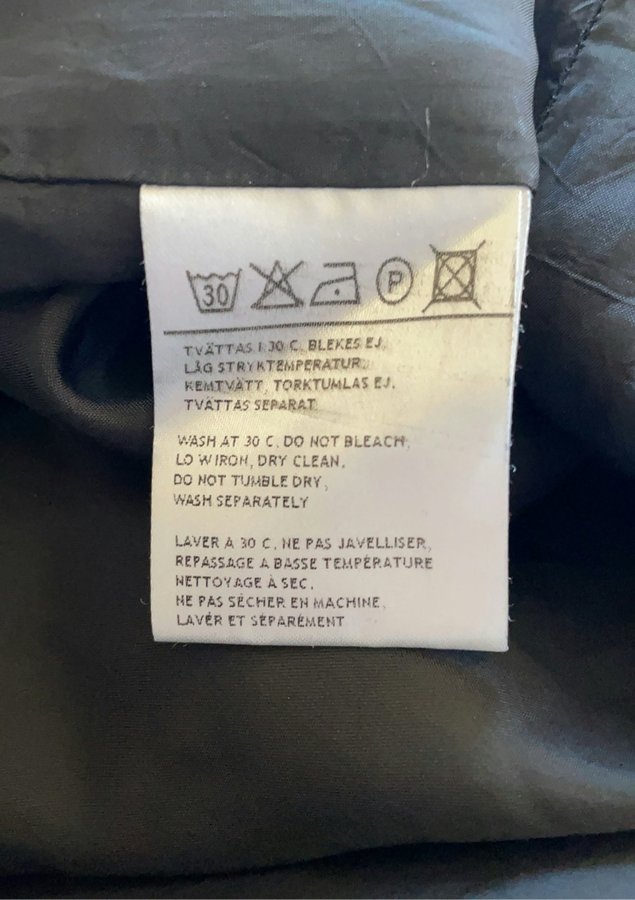 30 P
TVÄTTAS I 30 C, BLEKES EJ,
LÅG STRYKTEMPERATUR,
KEMTVÄTT, TORKTUMLAS EJ,
TVÄTTAS SEPARAT
WASH AT 30 C, DO NOT BLEACH,
LO WIROH, DRY CLEAN,
DO NOT TUMBLE DRY,
WASH SEPARATELY
LAVER A 30 C, NE PAS JAVELLISER,
REPASSAGE A BASSE TEMPÉRATURE
NETTOYAGE À SEC,
NE PAS SÉCHER EN MACHINE,
LAVÉR ET SÉPARÉMENT